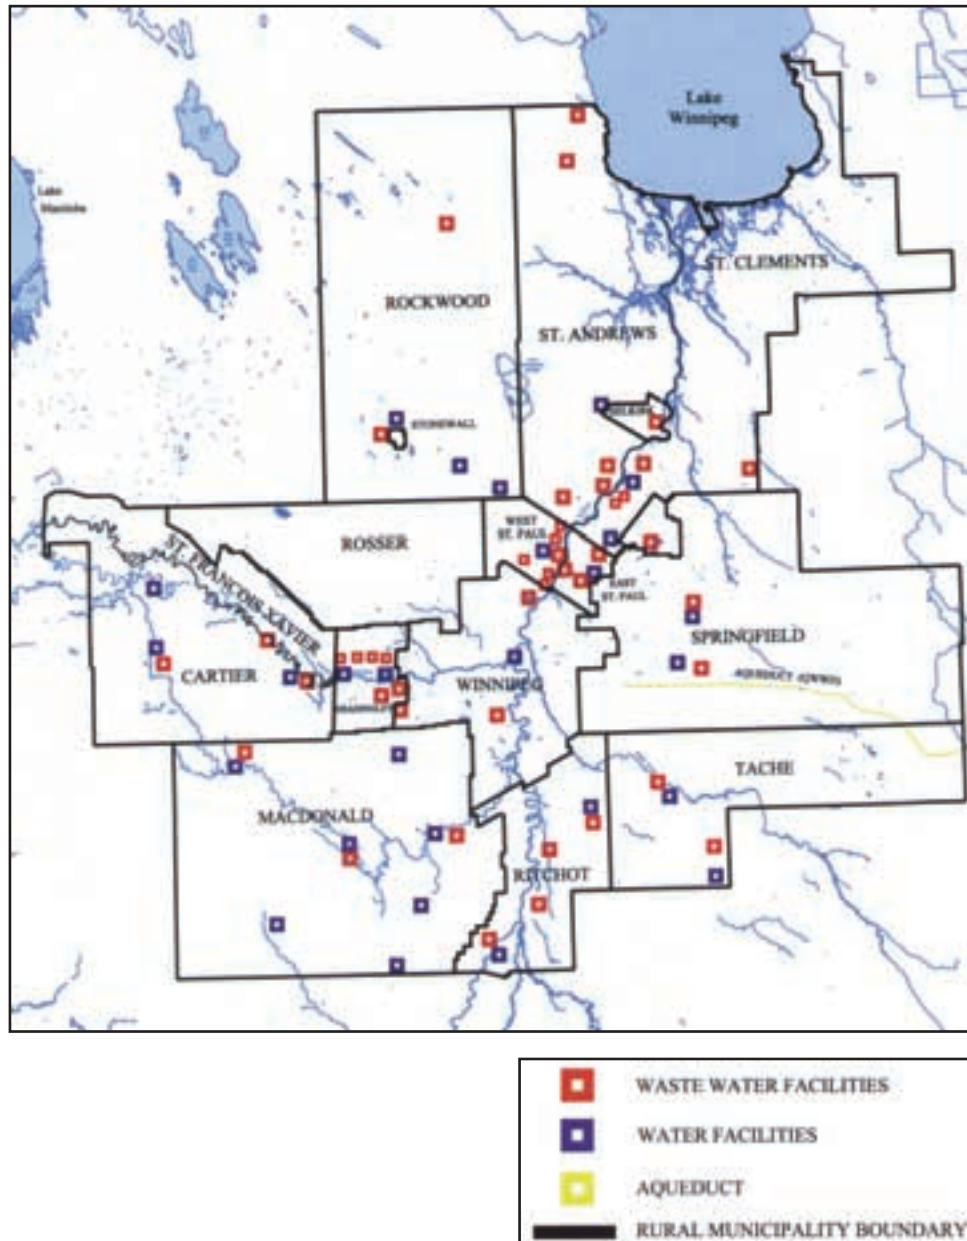 Lake
Winnipeg
Lake
Manitoba
ST. CLEMENTS
ROCKWOOD
ST. ANDREWS
SELKIRK
STONEWALL
WEST
ST. PAUL
ROSSER
ST. FRANCOIS-XAVIER
EAST
ST. PAUL
SPRINGFIELD
CARTIER
WINNIPEG
AQUEDUCT
TACHE
MACDONALD
RITCHOT
WASTE WATER FACILITIES
WATER FACILITIES
AQUEDUCT
RURAL MUNICIPALITY BOUNDARY